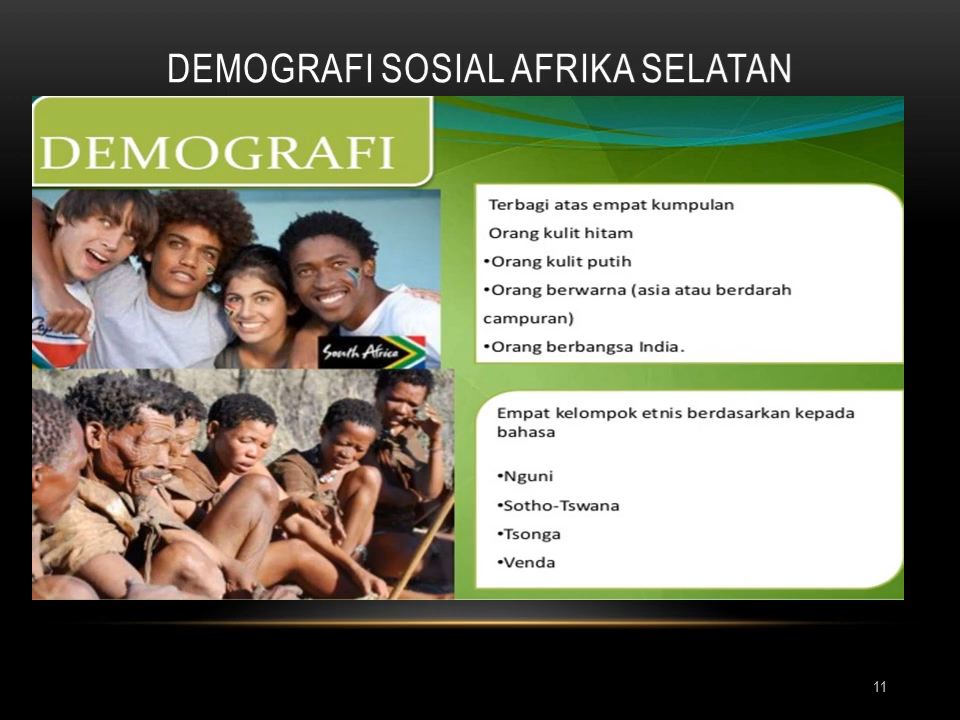 DEMOGRAFI SOSIAL AFRIKA SELATAN
DEMOGRAFI
South Africa
Terbagi atas empat kumpulan
Orang kulit hitam
•Orang kulit putih
•Orang berwarna (asia atau berdarah
campuran)
•Orang berbangsa India.
Empat kelompok etnis berdasarkan kepada
bahasa
•Nguni
•Sotho-Tswana
•Tsonga
•Venda
11